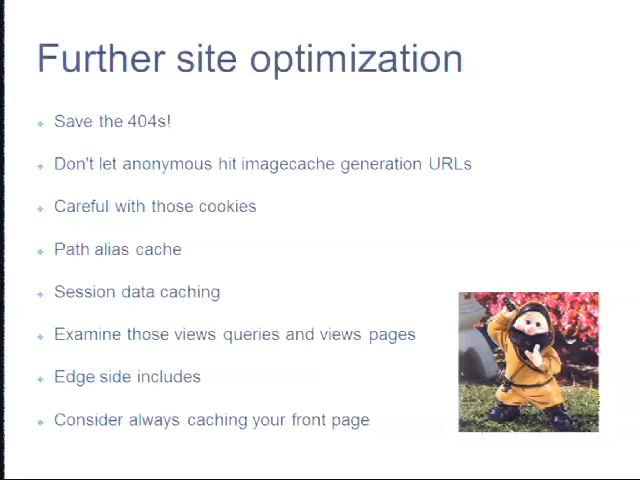 Further site optimization
Save the 404s!
Don't let anonymous hit imagecache generation URLs
Careful with those cookies
Path alias cache
Session data caching
Examine those views queries and views pages
Edge side includes
Consider always caching your front page